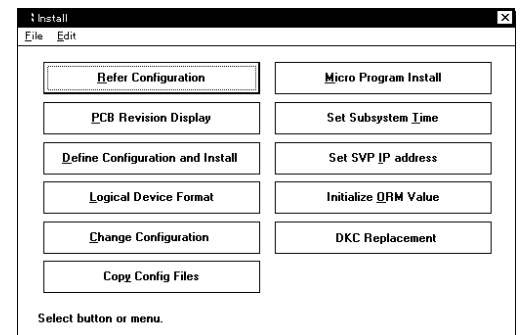 Install
File Edit
Refer Configuration
Micro Program Install
PCB Revision Display
Set Subsystem Time
Define Configuration and Install
Set SVP IP address
Logical Device Format
Initialize ORM Value
Change Configuration
DKC Replacement
Copy Config Files
Select button or menu.